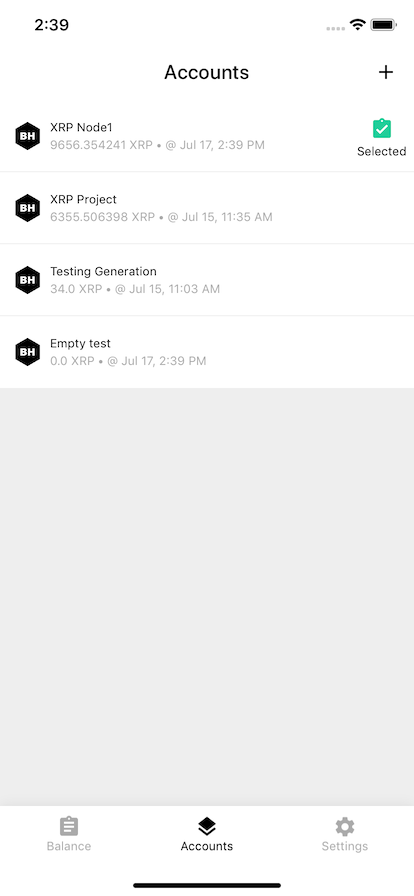 2:39
Accounts
+
BH
XRP Node1
9656.354241 XRP • @ Jul 17, 2:39 PM
Selected
BH
XRP Project
6355.506398 XRP • @ Jul 15, 11:35 AM
BH
Testing Generation
34.0 XRP • @ Jul 15, 11:03 AM
BH
Empty test
0.0 XRP • @ Jul 17, 2:39 PM
Balance
Accounts
Settings